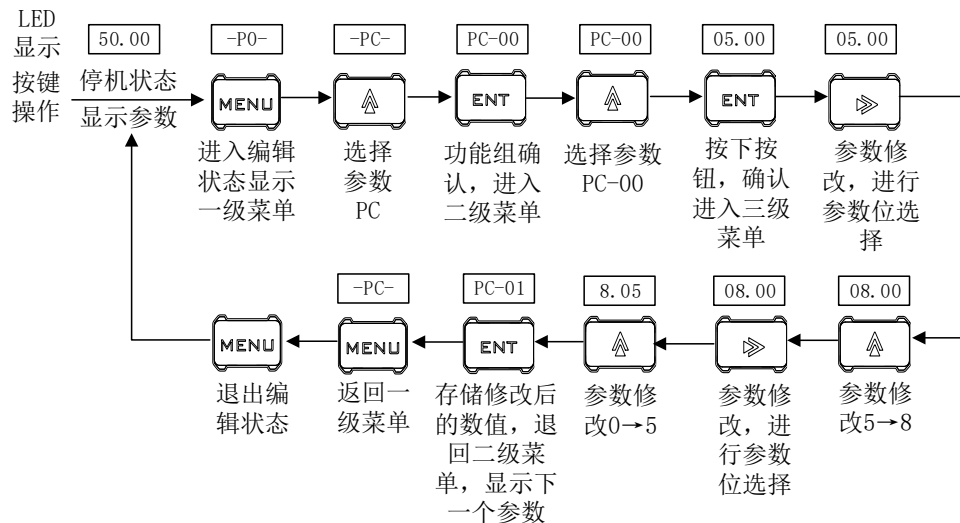 LED
显示
50.00
-P0-
-PC-
PC-00
PC-00
05.00
05.00
按键
操作
停机状态
显示参数
MENU
ENT
ENT
进入编
辑状态显示
一级菜单
选择
参数
PC
功能组确
认，进入
二级菜单
选择参数
PC-00
按下按
钮，确认
进入三级
菜单
参数修
改，进行
参数位选
择
-PC-
PC-01
8.05
08.00
08.00
MENU
MENU
ENT
退出编
辑状态
返回一
级菜单
存储修改后
的数值，退
回二级菜
单，显示下
一个参数
参数修
改0→5
参数修
改，进
行参数
位选择
参数修
改5→8